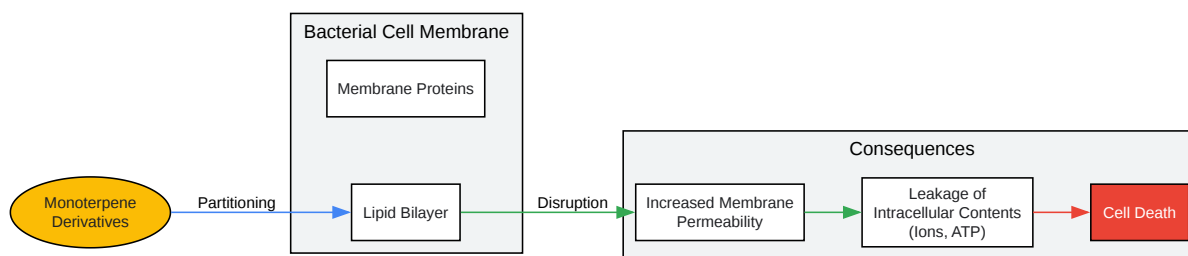 Bacterial Cell Membrane
Membrane Proteins
Monoterpene
Derivatives
Partitioning
Lipid Bilayer
Disruption
Consequences
Increased Membrane
Permeability
Leakage of
Intracellular Contents
(Ions, ATP)
Cell Death